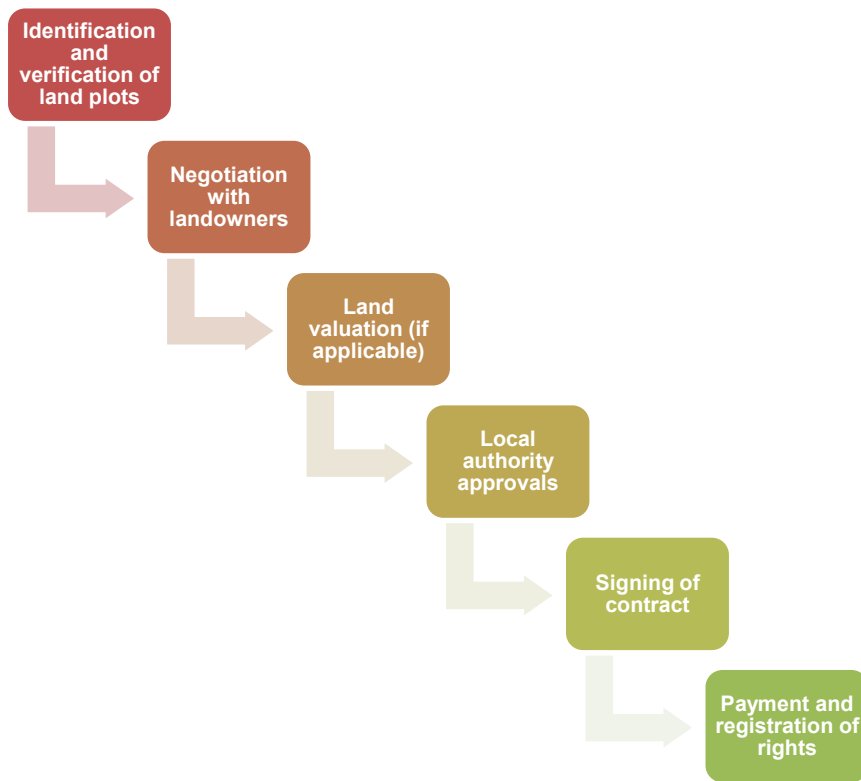 Identification
and
verification of
land plots
Negotiation
with
landowners
Land
valuation (if
applicable)
Local
authority
approvals
Signing of
contract
Payment and
registration of
rights